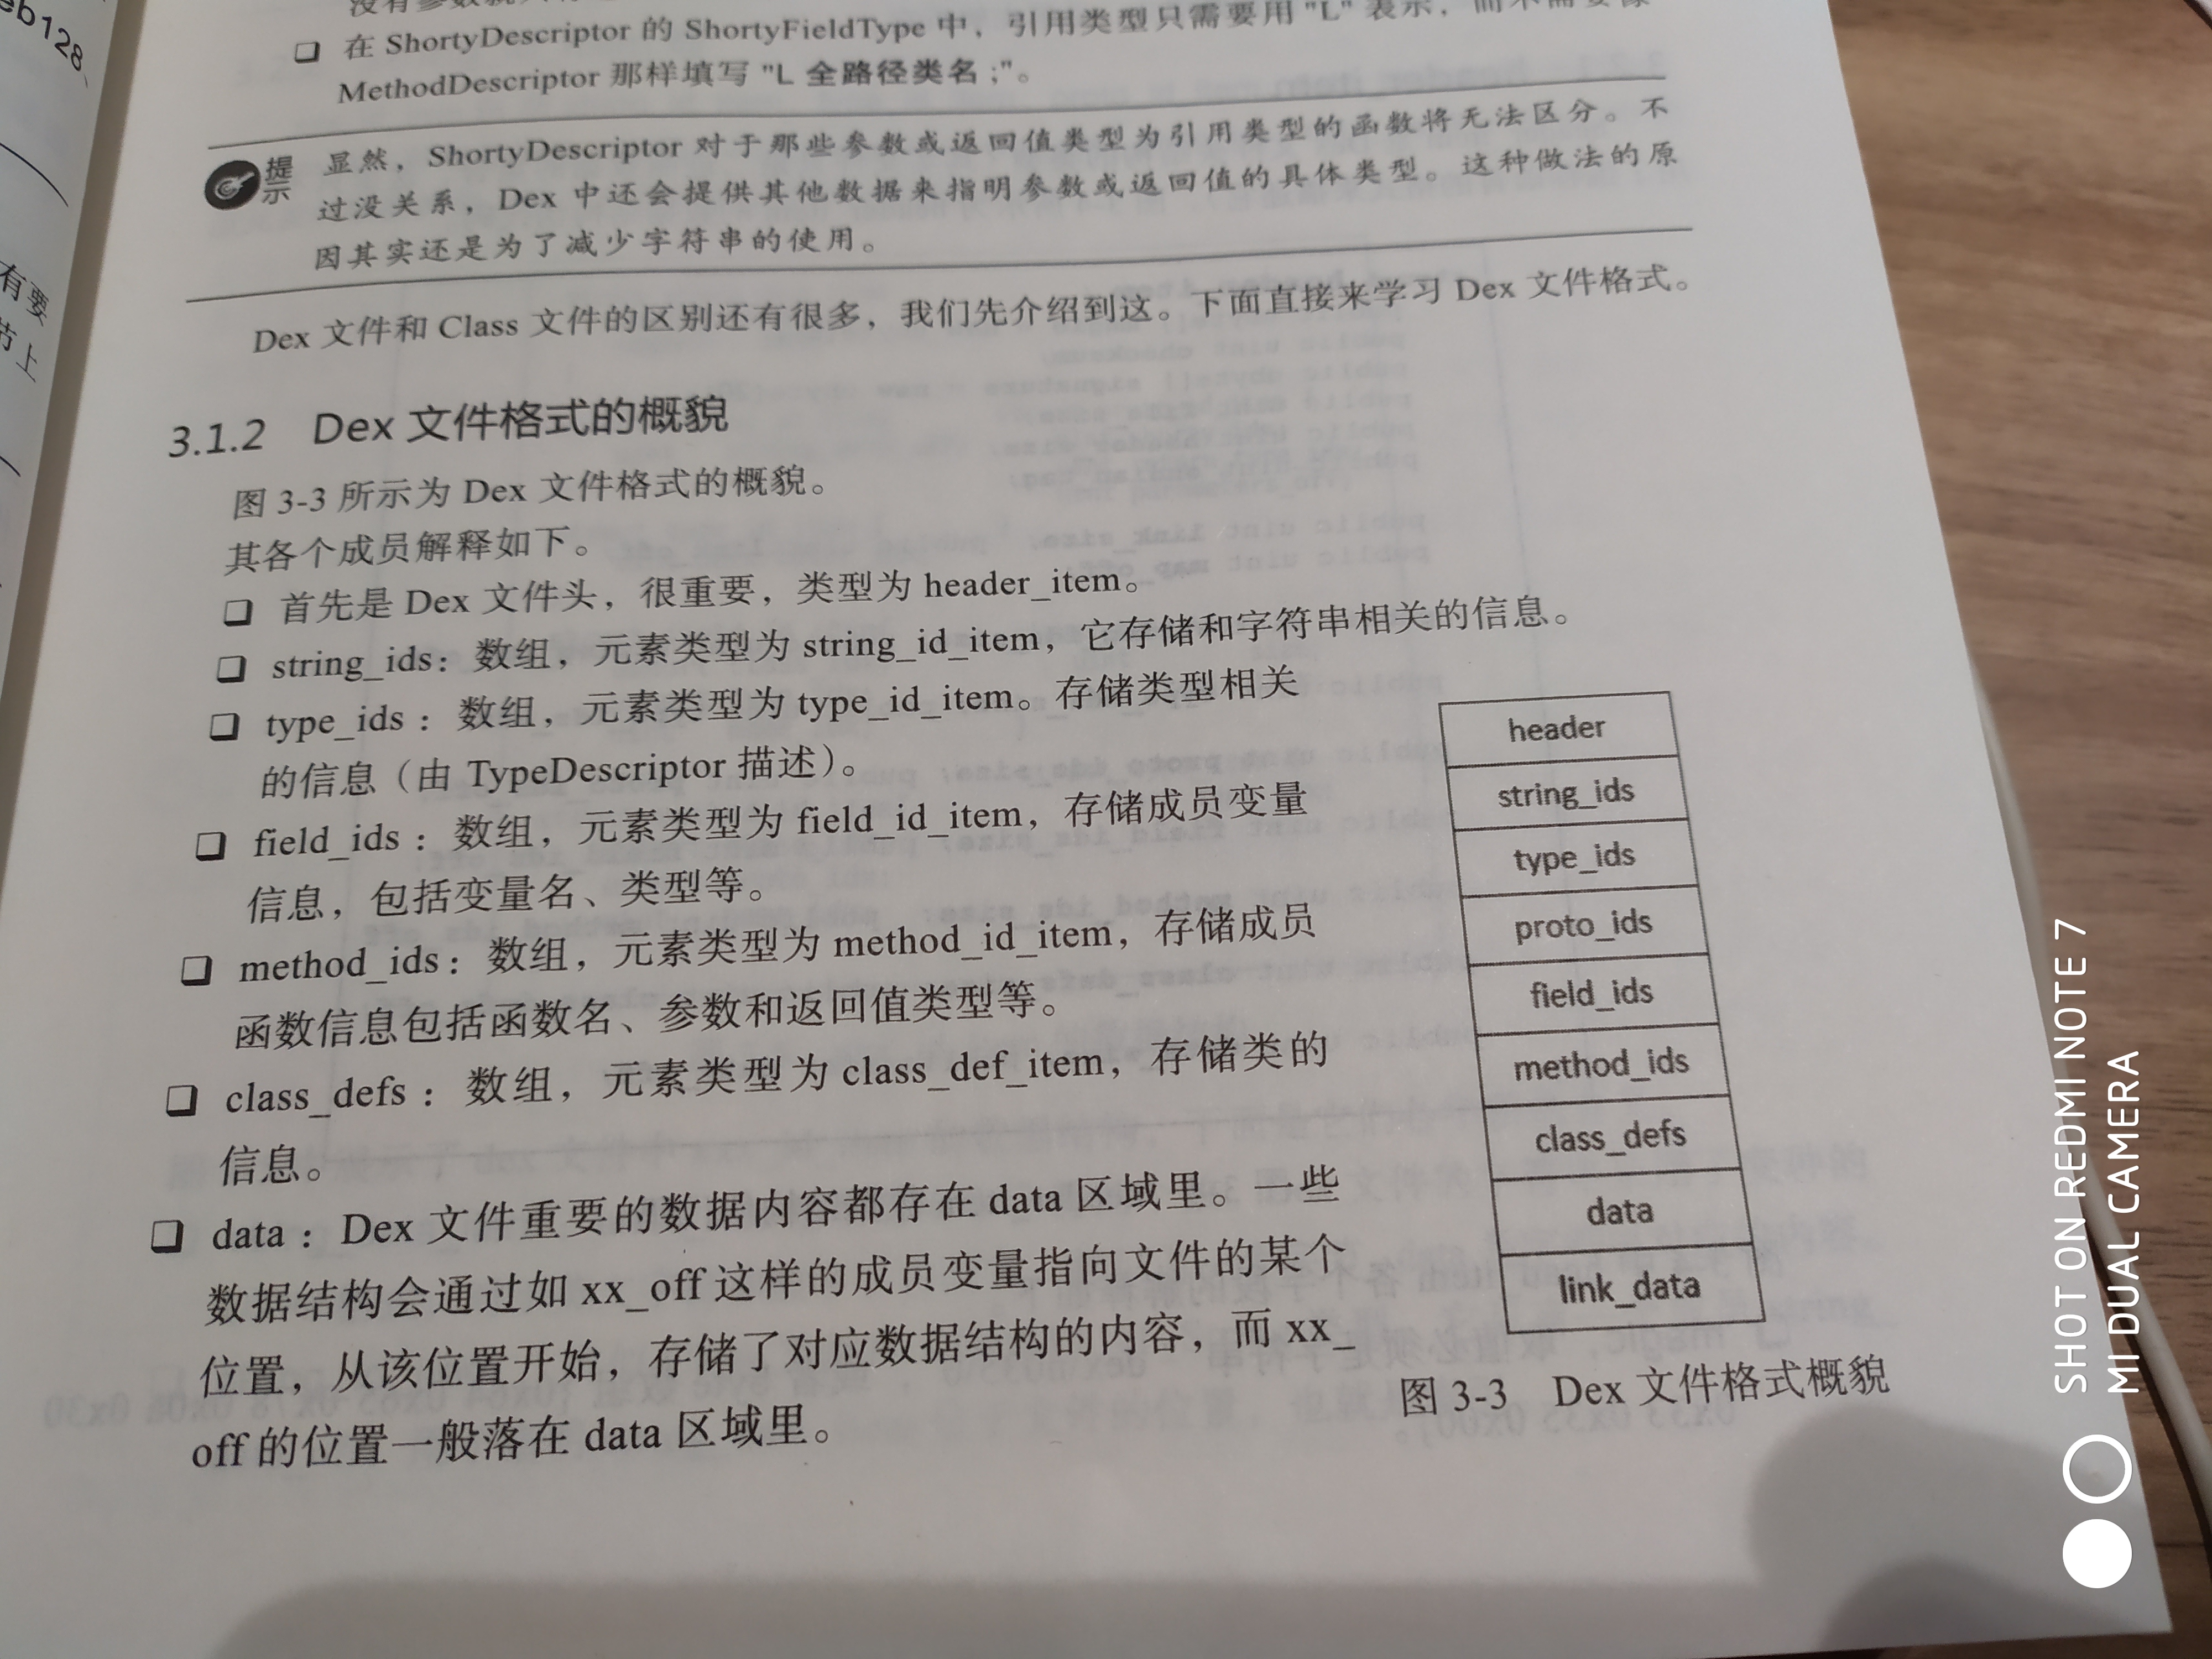 ❑ 在 ShortyDescriptor 的 ShortyFieldType 中，引用类型只需要用 "L" 表示，而不需要像
MethodDescriptor 那样填写 "L 全路径类名 ;"。
提示 显然，ShortyDescriptor 对于那些参数或返回值类型为引用类型的函数将无法区分。不
过没关系，Dex 中还会提供其他数据来指明参数或返回值的具体类型。这种做法的原
因其实还是为了减少字符串的使用。
Dex 文件和 Class 文件的区别还有很多，我们先介绍到这。下面直接来学习 Dex 文件格式。
3.1.2 Dex 文件格式的概貌
图 3-3 所示为 Dex 文件格式的概貌。
其各个成员解释如下。
❑ 首先是 Dex 文件头，很重要，类型为 header_item。
❑ string_ids：数组，元素类型为 string_id_item，它存储和字符串相关的信息。
❑ type_ids：数组，元素类型为 type_id_item。存储类型相关
的信息（由 TypeDescriptor 描述）。
❑ field_ids：数组，元素类型为 field_id_item，存储成员变量
信息，包括变量名、类型等。
❑ method_ids：数组，元素类型为 method_id_item，存储成员
函数信息包括函数名、参数和返回值类型等。
❑ class_defs：数组，元素类型为 class_def_item，存储类的
信息。
❑ data：Dex 文件重要的数据内容都存在 data 区域里。一些
数据结构会通过如 xx_off 这样的成员变量指向文件的某个
位置，从该位置开始，存储了对应数据结构的内容，而 xx_
off 的位置一般落在 data 区域里。
header
string_ids
type_ids
proto_ids
field_ids
method_ids
class_defs
data
link_data
图 3-3 Dex 文件格式概貌
SHOT ON REDMI NOTE 7
MI DUAL CAMERA